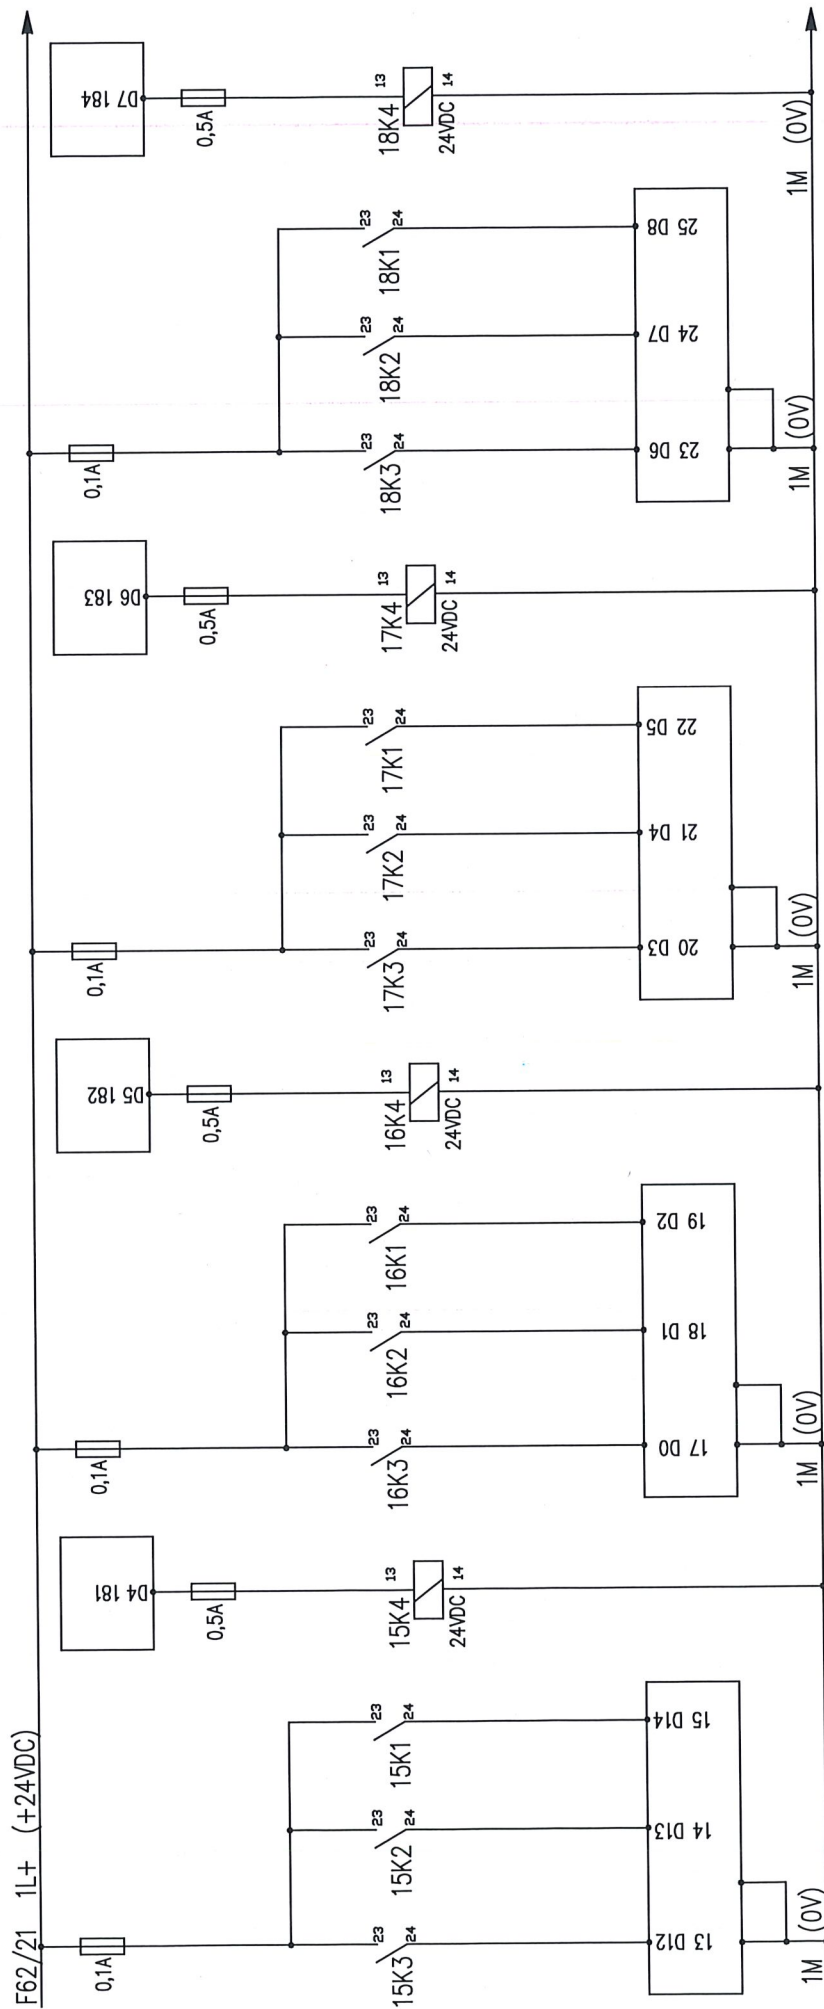 F62/21 1L+ (+24VDC)
0,1A
23
24
15K3
23
24
15K2
23
24
15K1
13 D12
14 D13
15 D14
1M (0V)
D4 181
0,5A
13
15K4
14
24VDC
0,1A
23
24
16K3
23
24
16K2
23
24
16K1
17 D0
18 D1
19 D2
1M (0V)
D5 182
0,5A
13
16K4
14
24VDC
0,1A
23
24
17K3
23
24
17K2
23
24
17K1
20 D3
21 D4
22 D5
1M (0V)
D6 183
0,5A
13
17K4
14
24VDC
0,1A
23
24
18K3
23
24
18K2
23
24
18K1
23 D6
24 D7
25 D8
1M (0V)
D7 184
0,5A
13
18K4
14
24VDC
1M (0V)